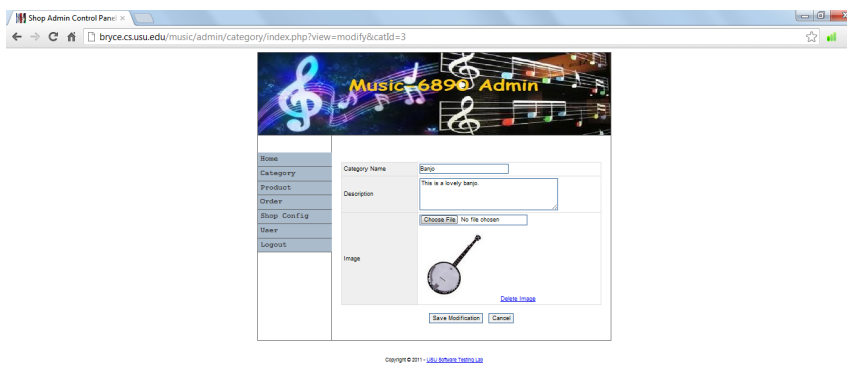 Shop Admin Control Panel
bryce.cs.usu.edu/music/admin/category/index.php?view=modify&catId=3
Music-6890 Admin
Home
Category
Product
Order
Shop Config
User
Logout
Category Name
Banjo
Description
This is a lovely banjo.
Image
Choose File No file chosen
Delete Image
Save Modification Cancel
Copyright © 2011 - USU Software Testing Lab